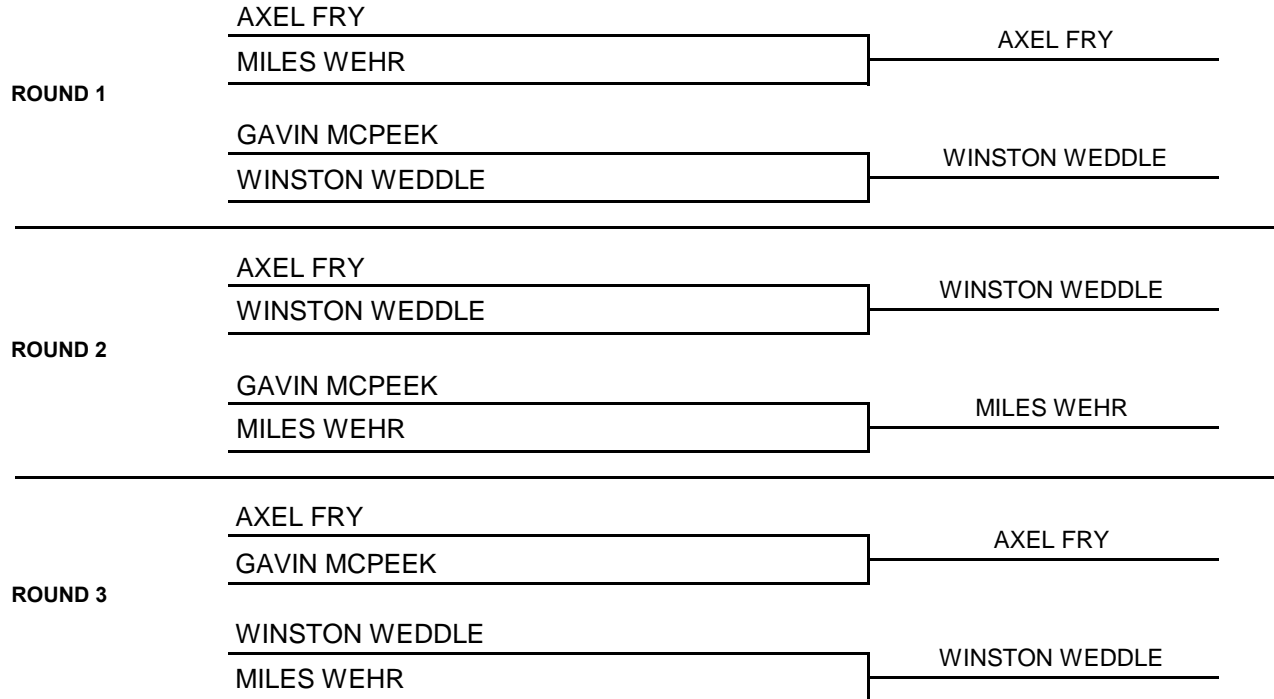 AXEL FRY
AXEL FRY
MILES WEHR
ROUND 1
GAVIN MCPEEK
WINSTON WEDDLE
WINSTON WEDDLE
AXEL FRY
WINSTON WEDDLE
WINSTON WEDDLE
ROUND 2
GAVIN MCPEEK
MILES WEHR
MILES WEHR
AXEL FRY
AXEL FRY
GAVIN MCPEEK
ROUND 3
WINSTON WEDDLE
WINSTON WEDDLE
MILES WEHR